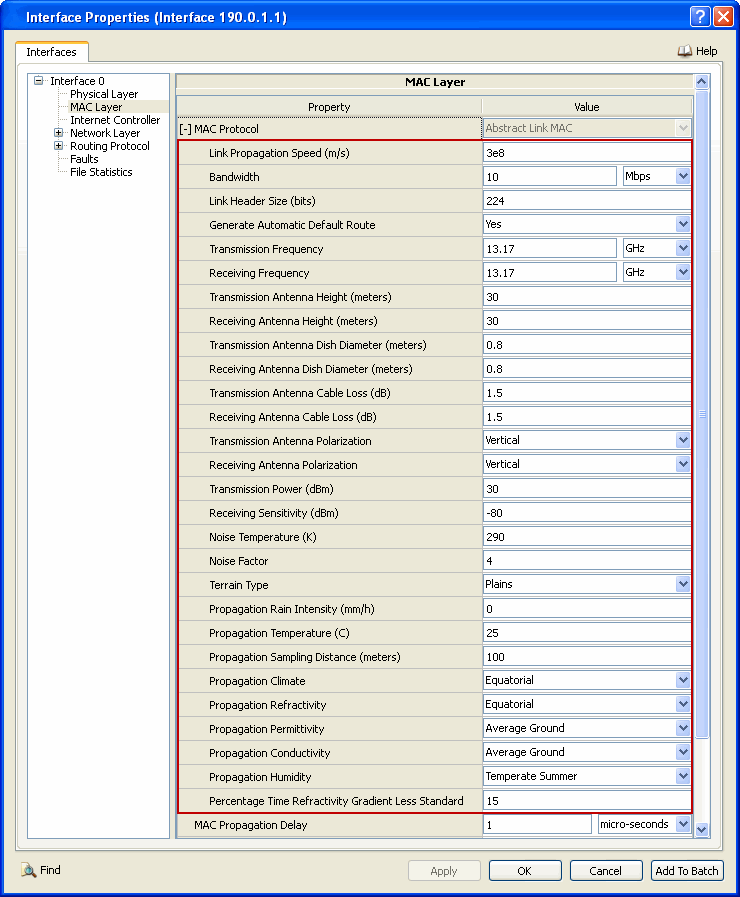 Interface Properties (Interface 190.0.1.1)
Interfaces
Help
Interface 0
Physical Layer
MAC Layer
Internet Controller
Network Layer
Routing Protocol
Faults
File Statistics
MAC Layer
Property Value
[-] MAC Protocol Abstract Link MAC
Link Propagation Speed (m/s) 3e8
Bandwidth 10 Mbps
Link Header Size (bits) 224
Generate Automatic Default Route Yes
Transmission Frequency 13.17 GHz
Receiving Frequency 13.17 GHz
Transmission Antenna Height (meters) 30
Receiving Antenna Height (meters) 30
Transmission Antenna Dish Diameter (meters) 0.8
Receiving Antenna Dish Diameter (meters) 0.8
Transmission Antenna Cable Loss (dB) 1.5
Receiving Antenna Cable Loss (dB) 1.5
Transmission Antenna Polarization Vertical
Receiving Antenna Polarization Vertical
Transmission Power (dBm) 30
Receiving Sensitivity (dBm) -80
Noise Temperature (K) 290
Noise Factor 4
Terrain Type Plains
Propagation Rain Intensity (mm/h) 0
Propagation Temperature (C) 25
Propagation Sampling Distance (meters) 100
Propagation Climate Equatorial
Propagation Refractivity Equatorial
Propagation Permittivity Average Ground
Propagation Conductivity Average Ground
Propagation Humidity Temperate Summer
Percentage Time Refractivity Gradient Less Standard 15
MAC Propagation Delay 1 micro-seconds
Find
Apply
OK
Cancel
Add To Batch